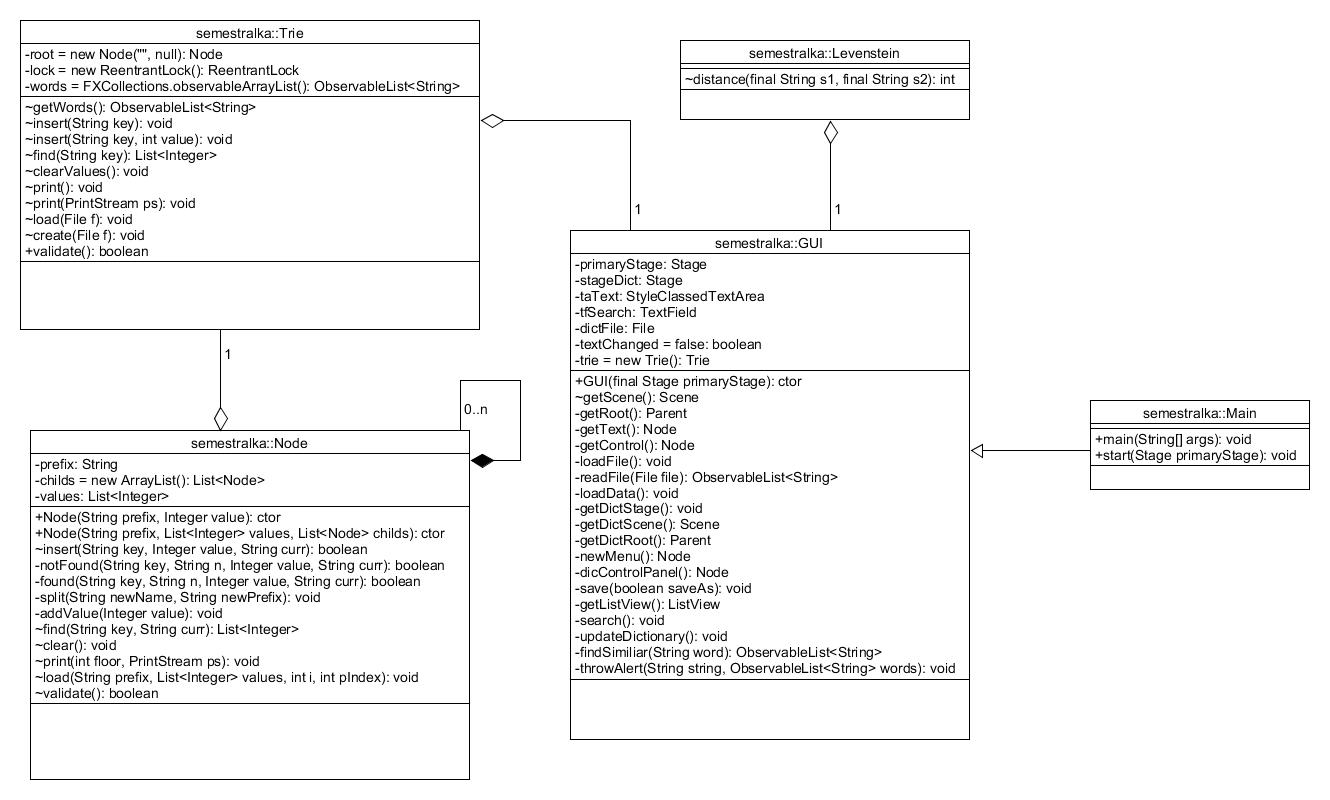 semestralka::Trie
-root = new Node("", null): Node
-lock = new ReentrantLock(): ReentrantLock
-words = FXCollections.observableArrayList(): ObservableList<String>
~getWords(): ObservableList<String>
~insert(String key): void
~insert(String key, int value): void
~find(String key): List<Integer>
~clearValues(): void
~print(): void
~print(PrintStream ps): void
~load(File f): void
~create(File f): void
+validate(): boolean
semestralka::Levenstein
~distance(final String s1, final String s2): int
1
1
1
0..n
semestralka::Node
-prefix: String
-childs = new ArrayList(): List<Node>
-values: List<Integer>
+Node(String prefix, Integer value): ctor
+Node(String prefix, List<Integer> values, List<Node> childs): ctor
~insert(String key, Integer value, String curr): boolean
-notFound(String key, String n, Integer value, String curr): boolean
-found(String key, String n, Integer value, String curr): boolean
-split(String newName, String newPrefix): void
-addValue(Integer value): void
~find(String key, String curr): List<Integer>
~clear(): void
~print(int floor, PrintStream ps): void
~load(String prefix, List<Integer> values, int i, int pIndex): void
~validate(): boolean
semestralka::GUI
-primaryStage: Stage
-stageDict: Stage
-taText: StyleClassedTextArea
-tfSearch: TextField
-dictFile: File
-textChanged = false: boolean
-trie = new Trie(): Trie
+GUI(final Stage primaryStage): ctor
~getScene(): Scene
-getRoot(): Parent
-getText(): Node
-getControl(): Node
-loadFile(): void
-readFile(File file): ObservableList<String>
-loadData(): void
-getDictStage(): void
-getDictScene(): Scene
-getDictRoot(): Parent
-newMenu(): Node
-dicControlPanel(): Node
-save(boolean saveAs): void
-getListView(): ListView
-search(): void
-updateDictionary(): void
-findSimiliar(String word): ObservableList<String>
-throwAlert(String string, ObservableList<String> words): void
semestralka::Main
+main(String[] args): void
+start(Stage primaryStage): void